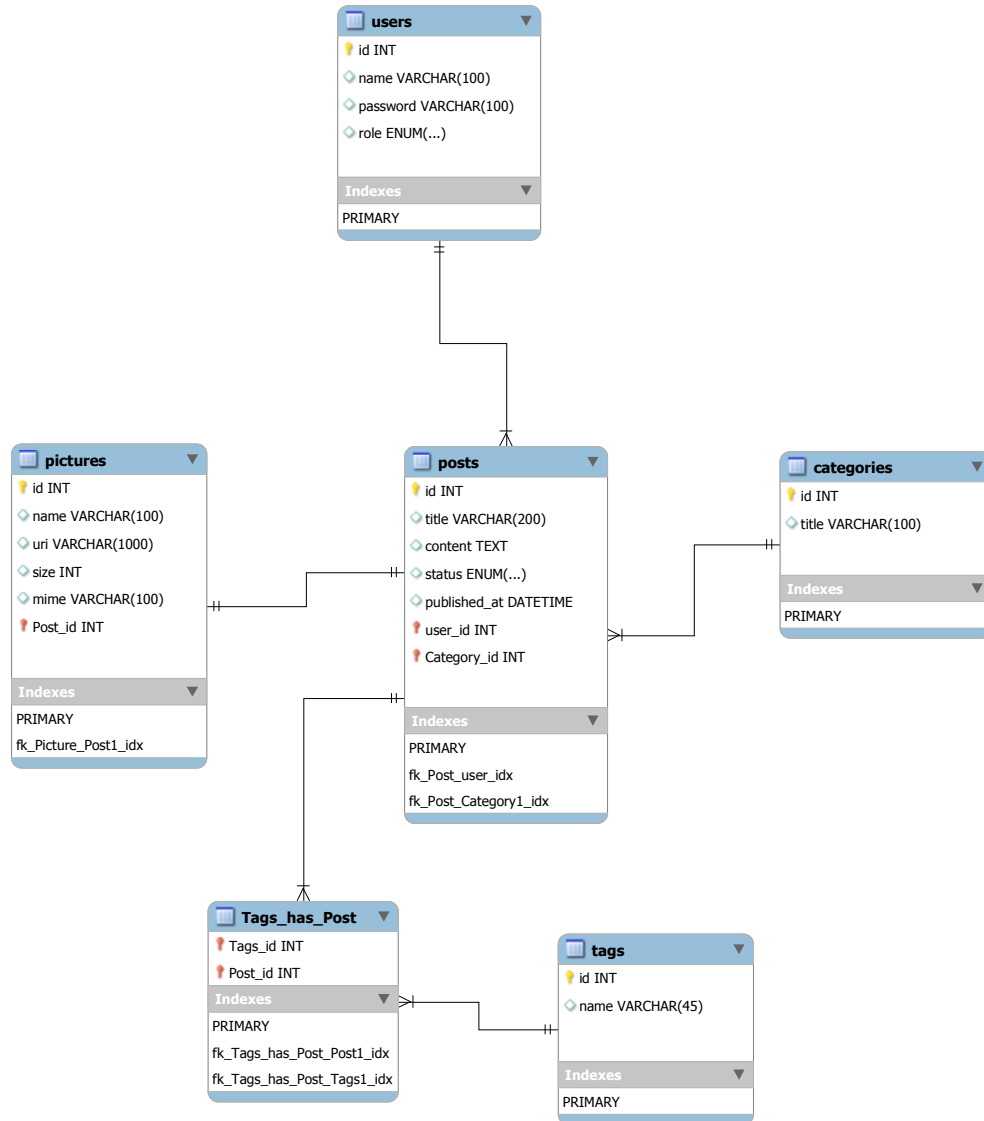 users
id INT
name VARCHAR(100)
password VARCHAR(100)
role ENUM(...)
Indexes
PRIMARY
pictures
id INT
name VARCHAR(100)
uri VARCHAR(1000)
size INT
mime VARCHAR(100)
Post_id INT
Indexes
PRIMARY
fk_Picture_Post1_idx
posts
id INT
title VARCHAR(200)
content TEXT
status ENUM(...)
published_at DATETIME
user_id INT
Category_id INT
Indexes
PRIMARY
fk_Post_user_idx
fk_Post_Category1_idx
categories
id INT
title VARCHAR(100)
Indexes
PRIMARY
Tags_has_Post
Tags_id INT
Post_id INT
Indexes
PRIMARY
fk_Tags_has_Post_Post1_idx
fk_Tags_has_Post_Tags1_idx
tags
id INT
name VARCHAR(45)
Indexes
PRIMARY